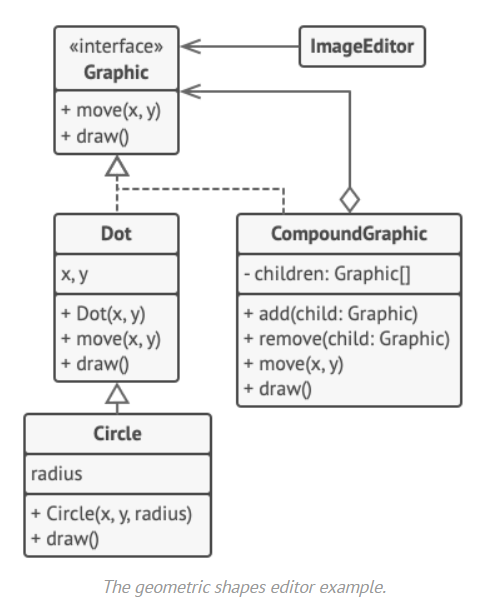 «interface»
Graphic
+ move(x, y)
+ draw()
ImageEditor
Dot
x, y
+ Dot(x, y)
+ move(x, y)
+ draw()
CompoundGraphic
- children: Graphic[]
+ add(child: Graphic)
+ remove(child: Graphic)
+ move(x, y)
+ draw()
Circle
radius
+ Circle(x, y, radius)
+ draw()
The geometric shapes editor example.